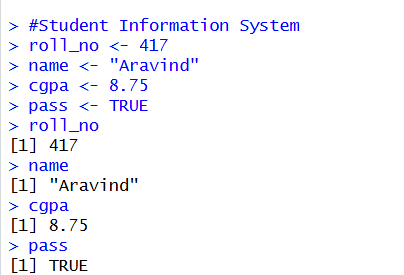 > #Student Information System
> roll_no <- 417
> name <- "Aravind"
> cgpa <- 8.75
> pass <- TRUE
> roll_no
[1] 417
> name
[1] "Aravind"
> cgpa
[1] 8.75
> pass
[1] TRUE